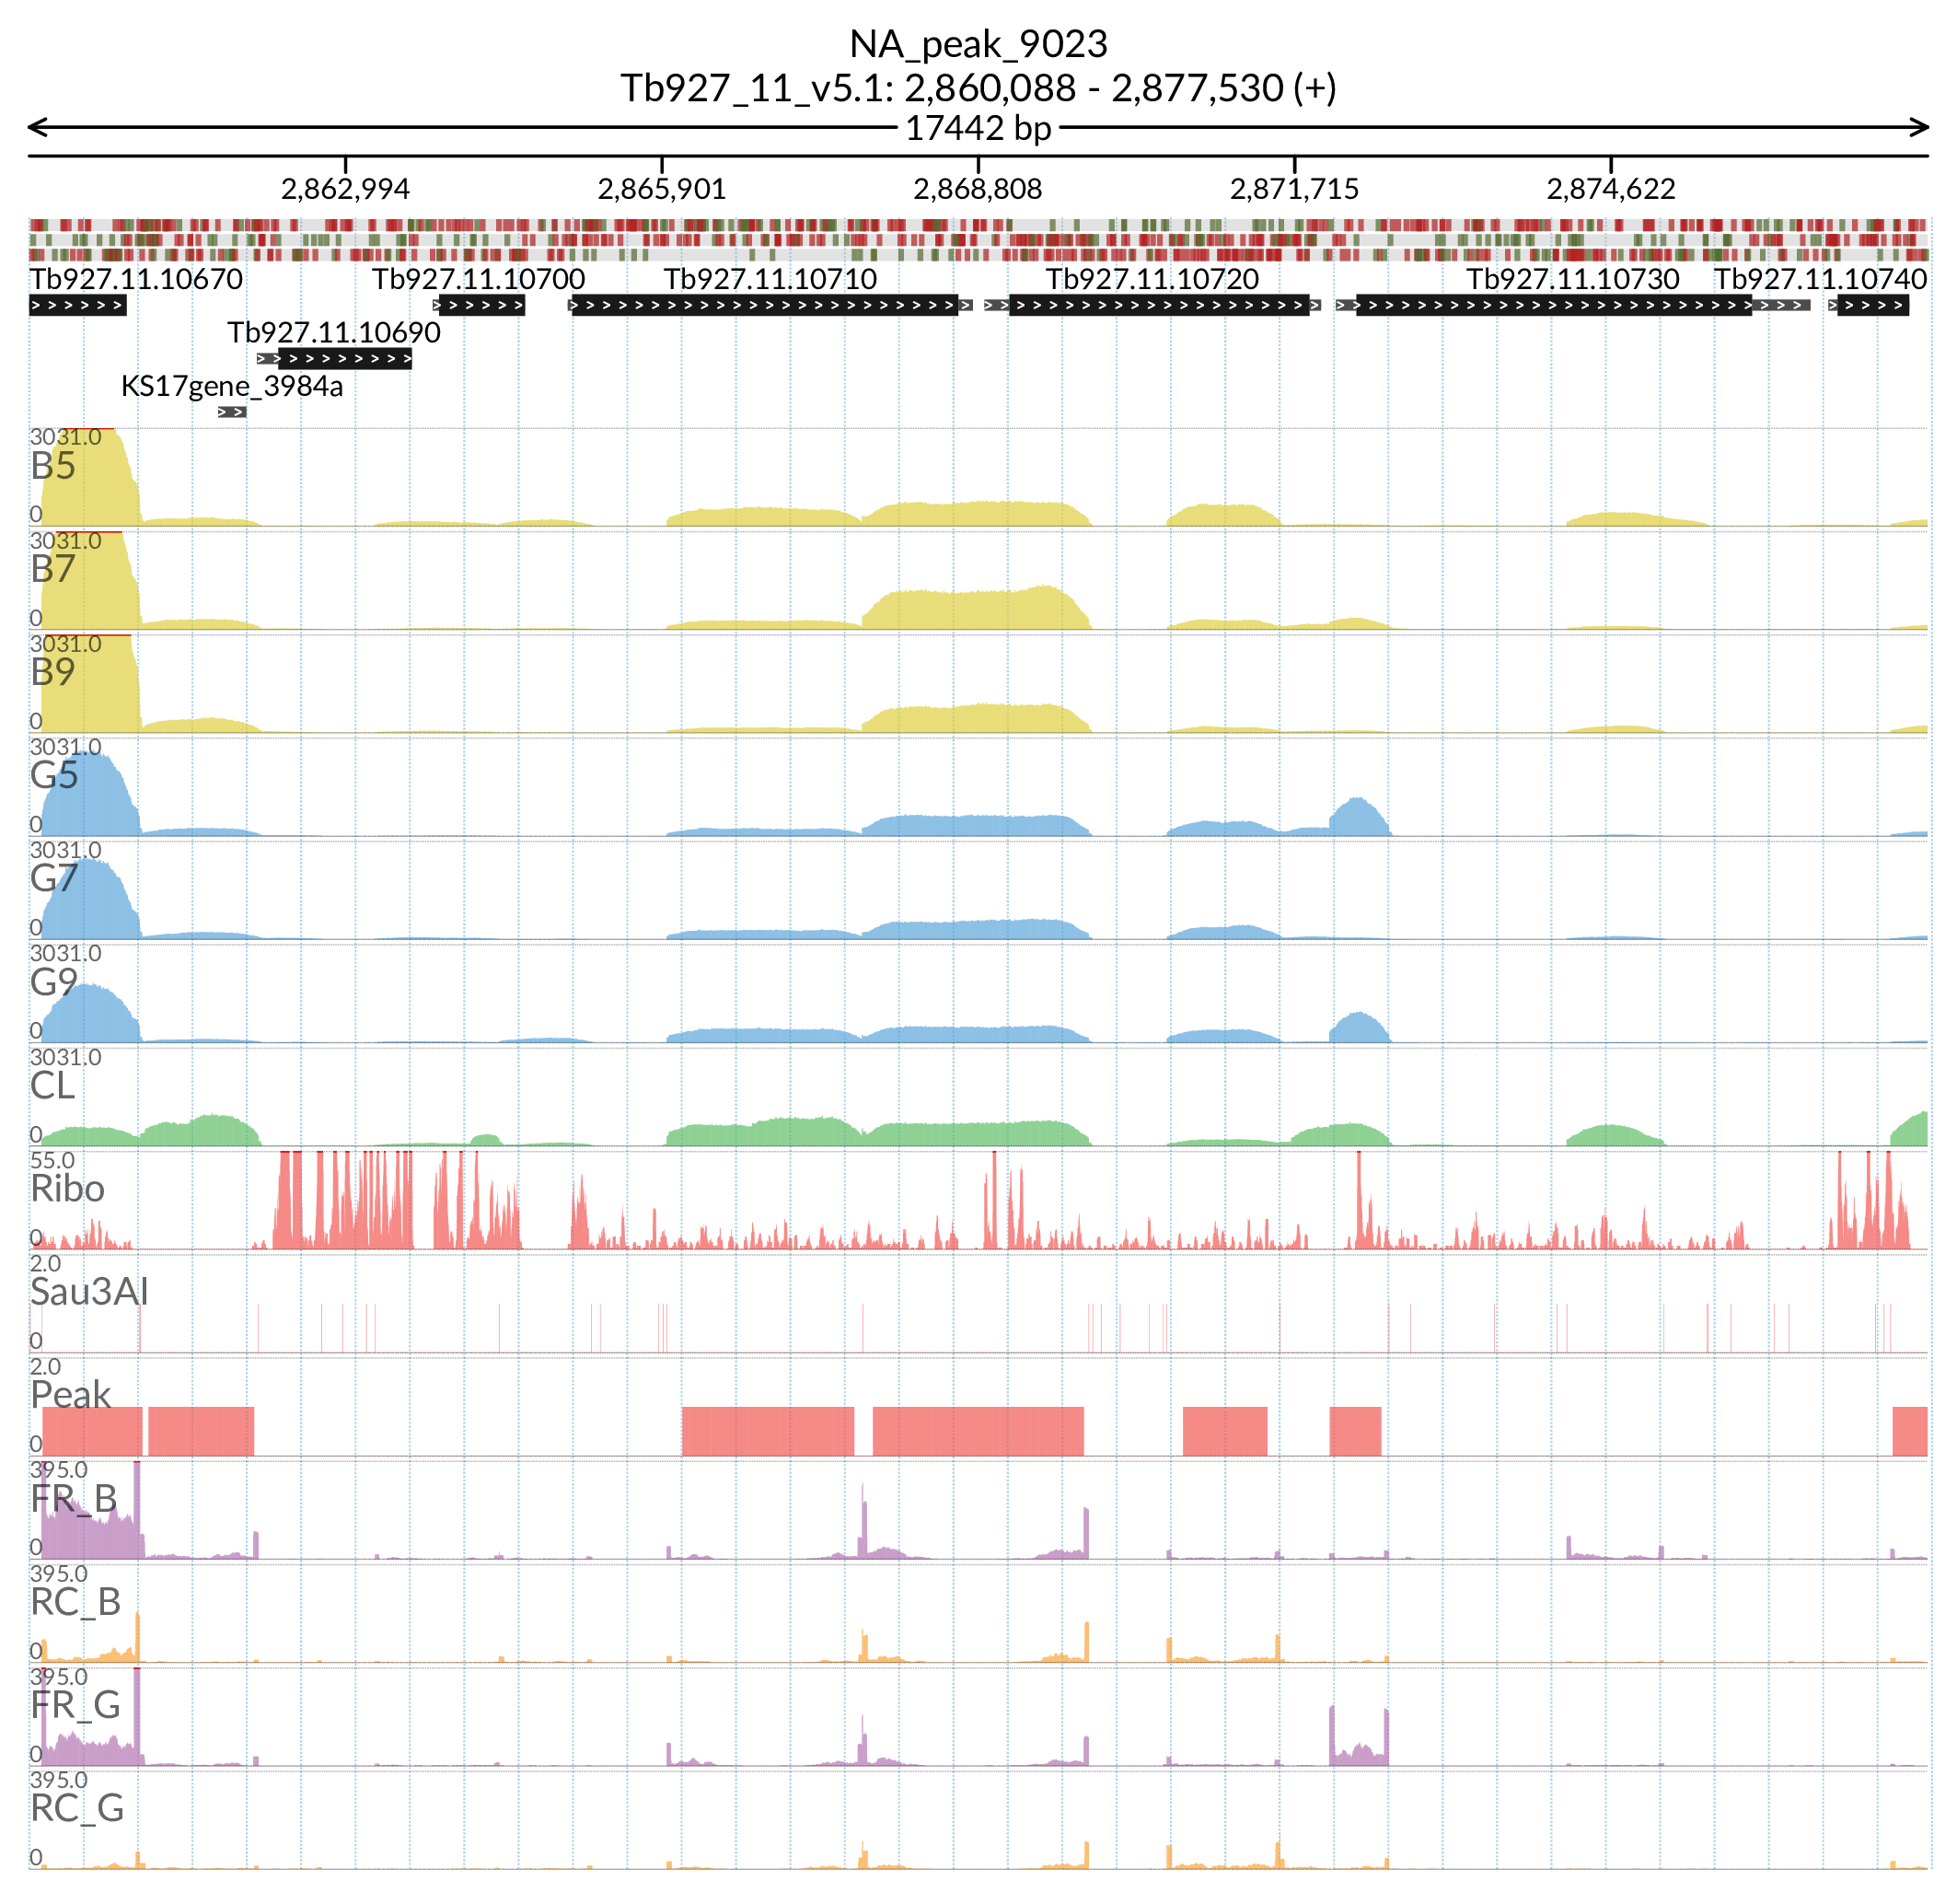 NA_peak_9023
Tb927_11_v5.1: 2,860,088 - 2,877,530 (+)
17442 bp
2,862,994 2,865,901 2,868,808 2,871,715 2,874,622
Tb927.11.10670 Tb927.11.10700 Tb927.11.10710 Tb927.11.10720 Tb927.11.10730 Tb927.11.10740
Tb927.11.10690
KS17gene_3984a
3031.0
B5
0
3031.0
B7
0
3031.0
B9
0
3031.0
G5
0
3031.0
G7
0
3031.0
G9
0
3031.0
CL
0
55.0
Ribo
0
2.0
Sau3AI
0
2.0
Peak
0
395.0
FR_B
0
395.0
RC_B
0
395.0
FR_G
0
395.0
RC_G
0